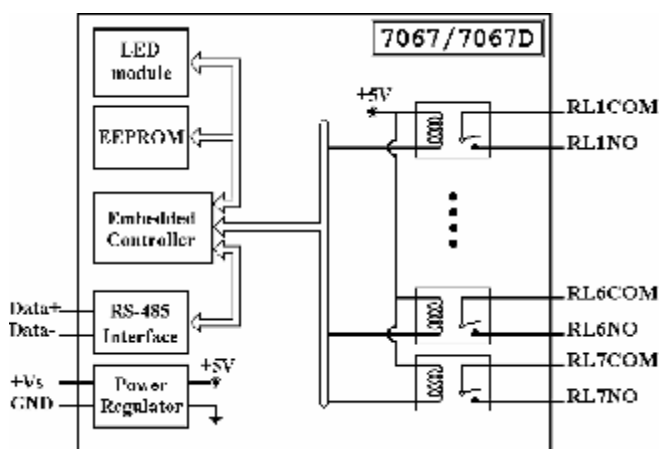 7067/7067D
LED
module
EEPROM
Embedded
Controller
RS-485
Interface
Power
Regulator
Data+
Data-
+Vs
GND
+5V
+5V
RL1COM
RL1NO
RL6COM
RL6NO
RL7COM
RL7NO